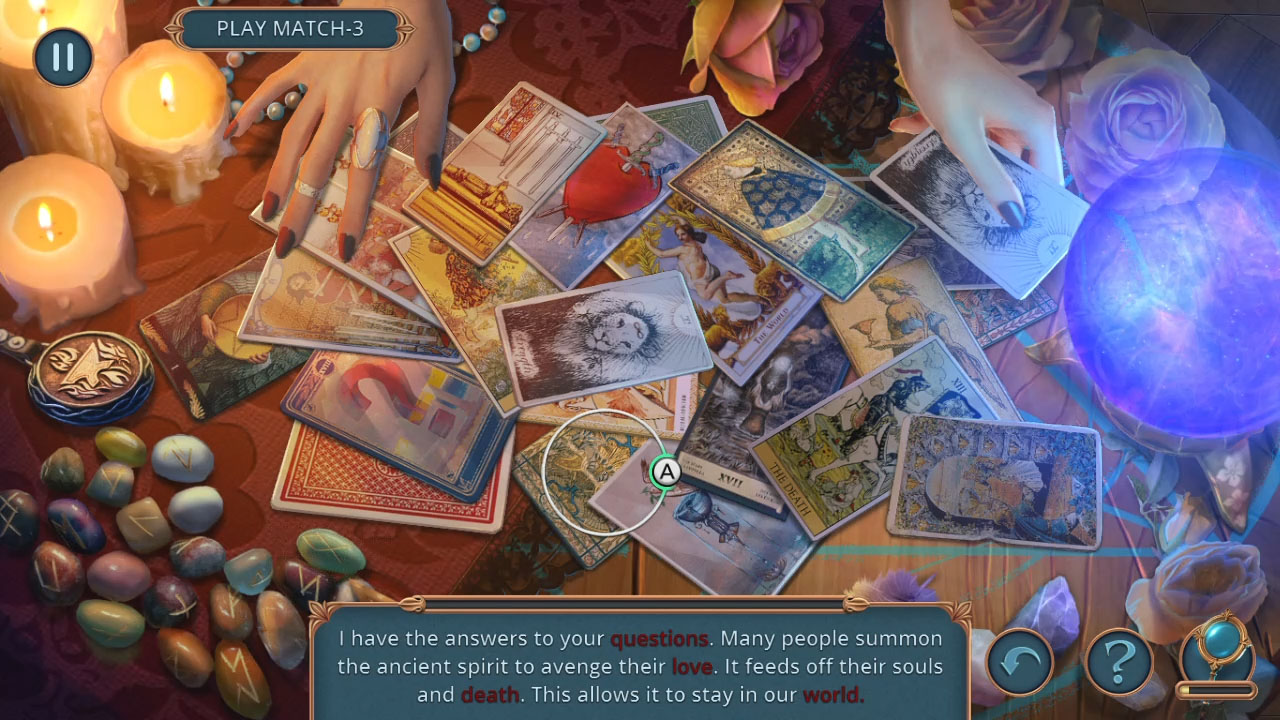 PLAY MATCH-3
THE WORLD
XIII
THE DEATH
XVII
A
I have the answers to your questions. Many people summon
the ancient spirit to avenge their love. It feeds off their souls
and death. This allows it to stay in our world.
?